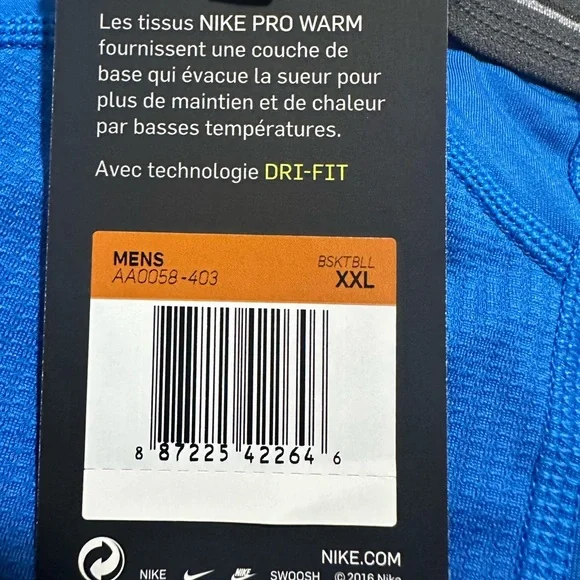 Les tissus NIKE PRO WARM
fournissent une couche de
base qui évacue la sueur pour
plus de maintien et de chaleur
par basses températures.
Avec technologie DRI-FIT
MENS BSKTBLL
AA0058-403 XXL
8 87225 42264 6
NIKE.COM
NIKE NIKE SWOOSH ©2016 Nike